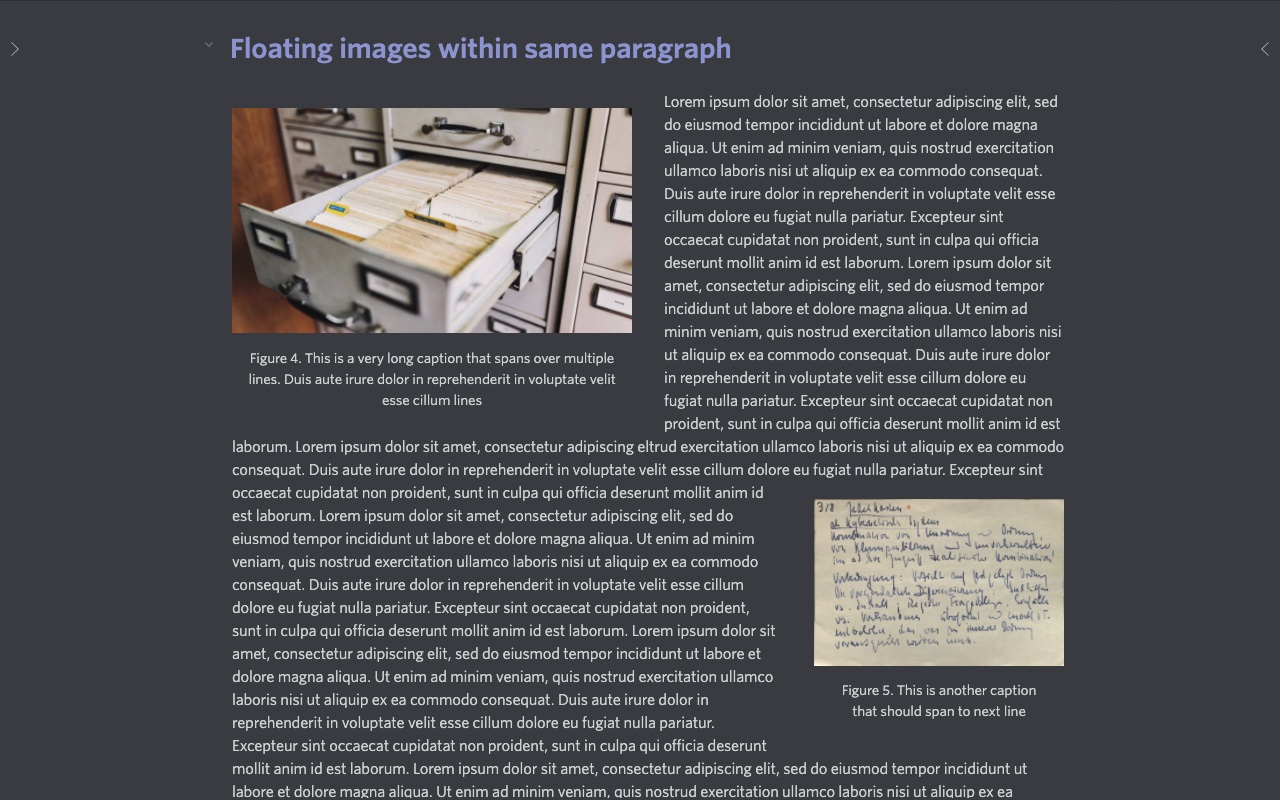 Floating images within same paragraph
Lorem ipsum dolor sit amet, consectetur adipiscing elit, sed
do eiusmod tempor incididunt ut labore et dolore magna
aliqua. Ut enim ad minim veniam, quis nostrud exercitation
ullamco laboris nisi ut aliquip ex ea commodo consequat.
Duis aute irure dolor in reprehenderit in voluptate velit esse
cillum dolore eu fugiat nulla pariatur. Excepteur sint
occaecat cupidatat non proident, sunt in culpa qui officia
deserunt mollit anim id est laborum. Lorem ipsum dolor sit
amet, consectetur adipiscing elit, sed do eiusmod tempor
incididunt ut labore et dolore magna aliqua. Ut enim ad
minim veniam, quis nostrud exercitation ullamco laboris nisi
ut aliquip ex ea commodo consequat. Duis aute irure dolor
in reprehenderit in voluptate velit esse cillum dolore eu
fugiat nulla pariatur. Excepteur sint occaecat cupidatat non
proident, sunt in culpa qui officia deserunt mollit anim id est
Figure 4. This is a very long caption that spans over multiple
lines. Duis aute irure dolor in reprehenderit in voluptate velit
esse cillum lines
laborum. Lorem ipsum dolor sit amet, consectetur adipiscing eltrud exercitation ullamco laboris nisi ut aliquip ex ea commodo
consequat. Duis aute irure dolor in reprehenderit in voluptate velit esse cillum dolore eu fugiat nulla pariatur. Excepteur sint
occaecat cupidatat non proident, sunt in culpa qui officia deserunt mollit anim id
est laborum. Lorem ipsum dolor sit amet, consectetur adipiscing elit, sed do
eiusmod tempor incididunt ut labore et dolore magna aliqua. Ut enim ad minim
veniam, quis nostrud exercitation ullamco laboris nisi ut aliquip ex ea commodo
consequat. Duis aute irure dolor in reprehenderit in voluptate velit esse cillum
dolore eu fugiat nulla pariatur. Excepteur sint occaecat cupidatat non proident,
sunt in culpa qui officia deserunt mollit anim id est laborum. Lorem ipsum dolor sit
amet, consectetur adipiscing elit, sed do eiusmod tempor incididunt ut labore et
dolore magna aliqua. Ut enim ad minim veniam, quis nostrud exercitation ullamco
laboris nisi ut aliquip ex ea commodo consequat. Duis aute irure dolor in
reprehenderit in voluptate velit esse cillum dolore eu fugiat nulla pariatur.
Excepteur sint occaecat cupidatat non proident, sunt in culpa qui officia deserunt
3/8
Figure 5. This is another caption
that should span to next line
mollit anim id est laborum. Lorem ipsum dolor sit amet, consectetur adipiscing elit, sed do eiusmod tempor incididunt ut
labore et dolore magna aliqua. Ut enim ad minim veniam, quis nostrud exercitation ullamco laboris nisi ut aliquip ex ea